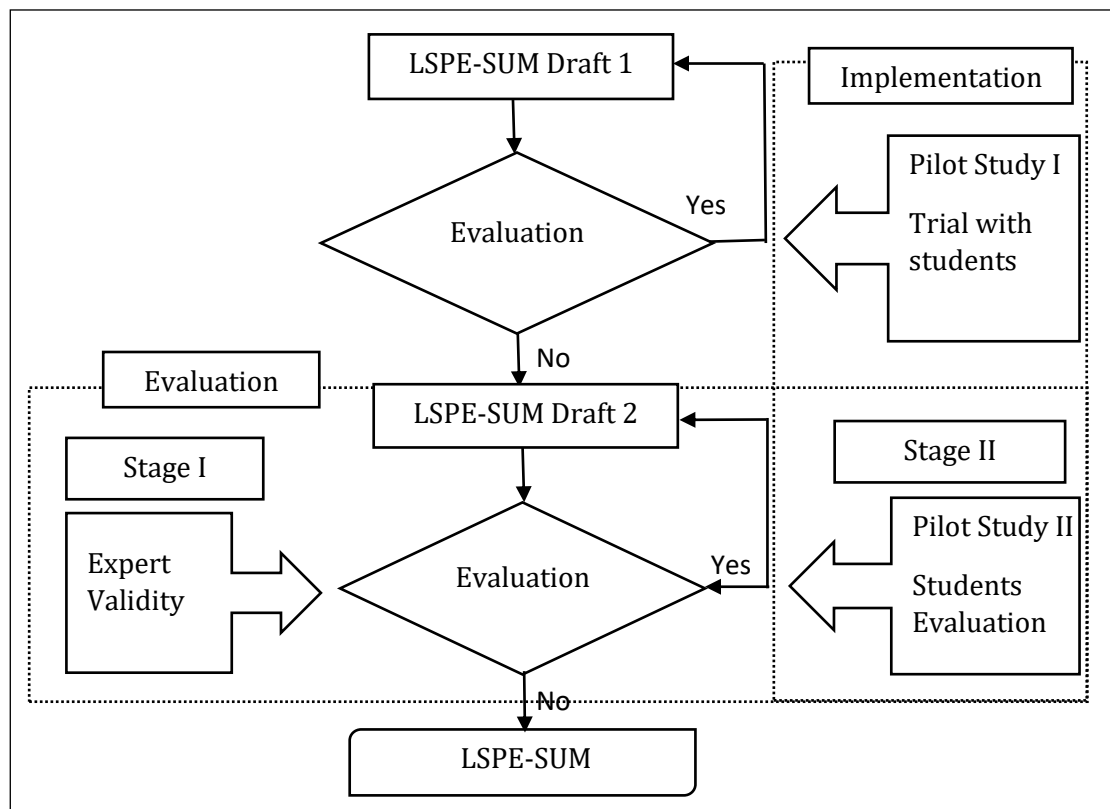 LSPE-SUM Draft 1
Implementation
Pilot Study I
Trial with
students
Yes
Evaluation
No
Evaluation
LSPE-SUM Draft 2
Stage I
Stage II
Expert
Validity
Evaluation
Yes
Pilot Study II
Students
Evaluation
No
LSPE-SUM